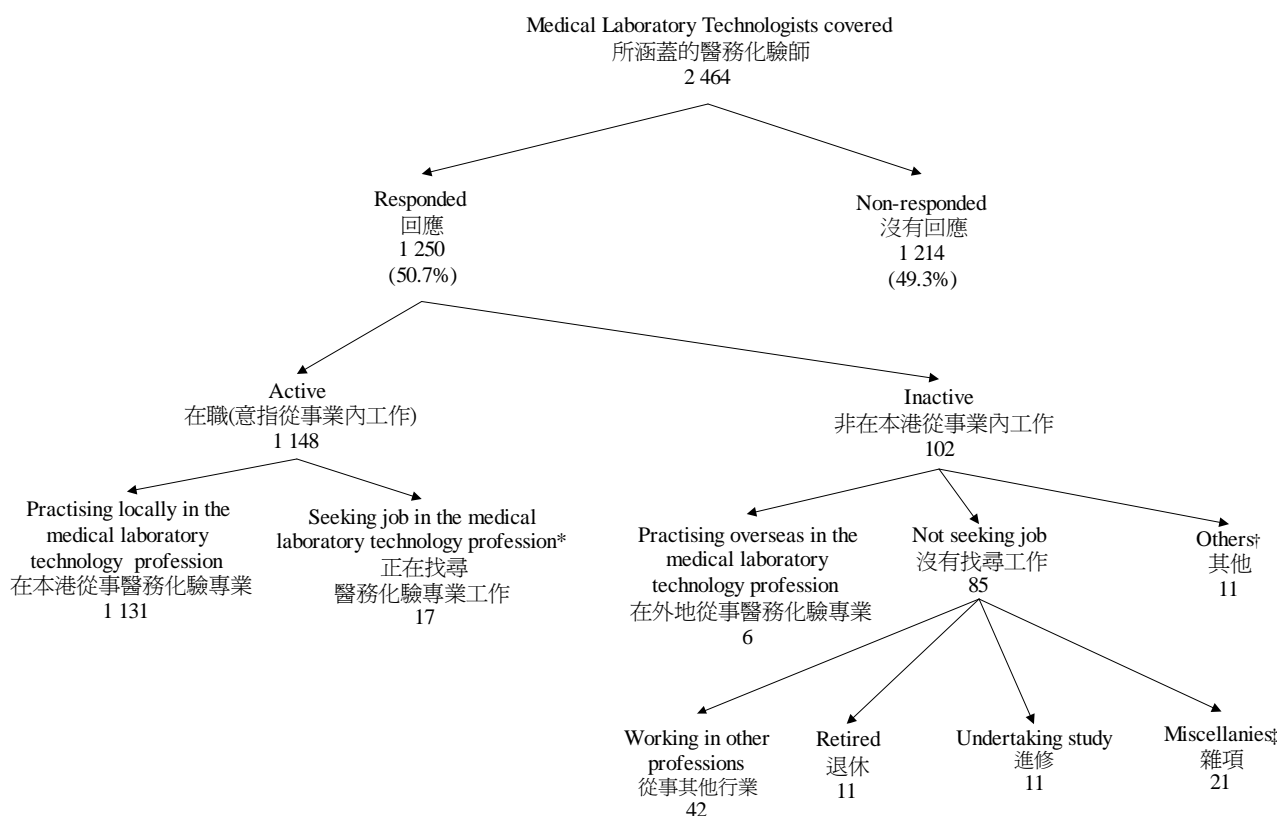 Medical Laboratory Technologists covered
所涵蓋的醫務化驗師
2 464
Responded
回應
1 250
(50.7%)
Non-responded
沒有回應
1 214
(49.3%)
Active
在職(意指從事業內工作)
1 148
Inactive
非在本港從事業內工作
102
Practising locally in the
medical laboratory
technology profession
在本港從事醫務化驗專業
1 131
Seeking job in the medical
laboratory technology profession*
正在找尋
醫務化驗專業工作
17
Practising overseas in the
medical laboratory
technology profession
在外地從事醫務化驗專業
6
Not seeking job
沒有找尋工作
85
Others†
其他
11
Working in other
professions
從事其他行業
42
Retired
退休
11
Undertaking study
進修
11
Miscellanies‡
雜項
21